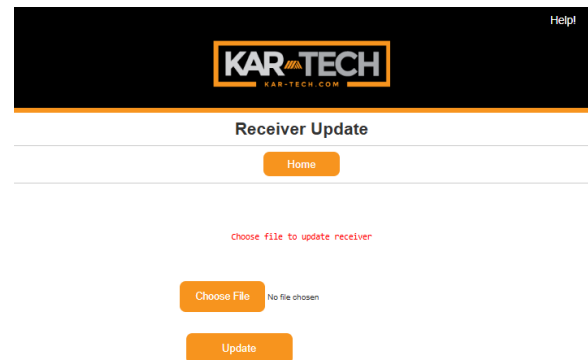 Help!
KAR TECH
KAR-TECH.COM
Receiver Update
Home
Choose file to update receiver
Choose File No file chosen
Update